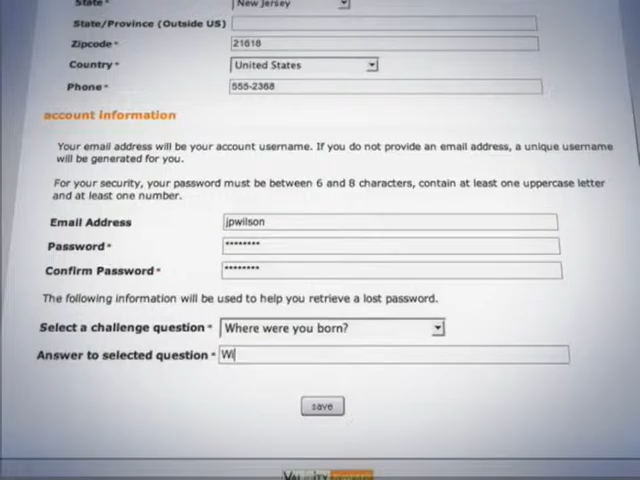 State *
New Jersey
State/Province (Outside US)
Zipcode *
21618
Country *
United States
Phone *
555-2368
account information
Your email address will be your account username. If you do not provide an email address, a unique username
will be generated for you.
For your security, your password must be between 6 and 8 characters, contain at least one uppercase letter
and at least one number.
Email Address
jpwilson
Password *
********
Confirm Password *
********
The following information will be used to help you retrieve a lost password.
Select a challenge question *
Where were you born?
Answer to selected question *
Wi
save